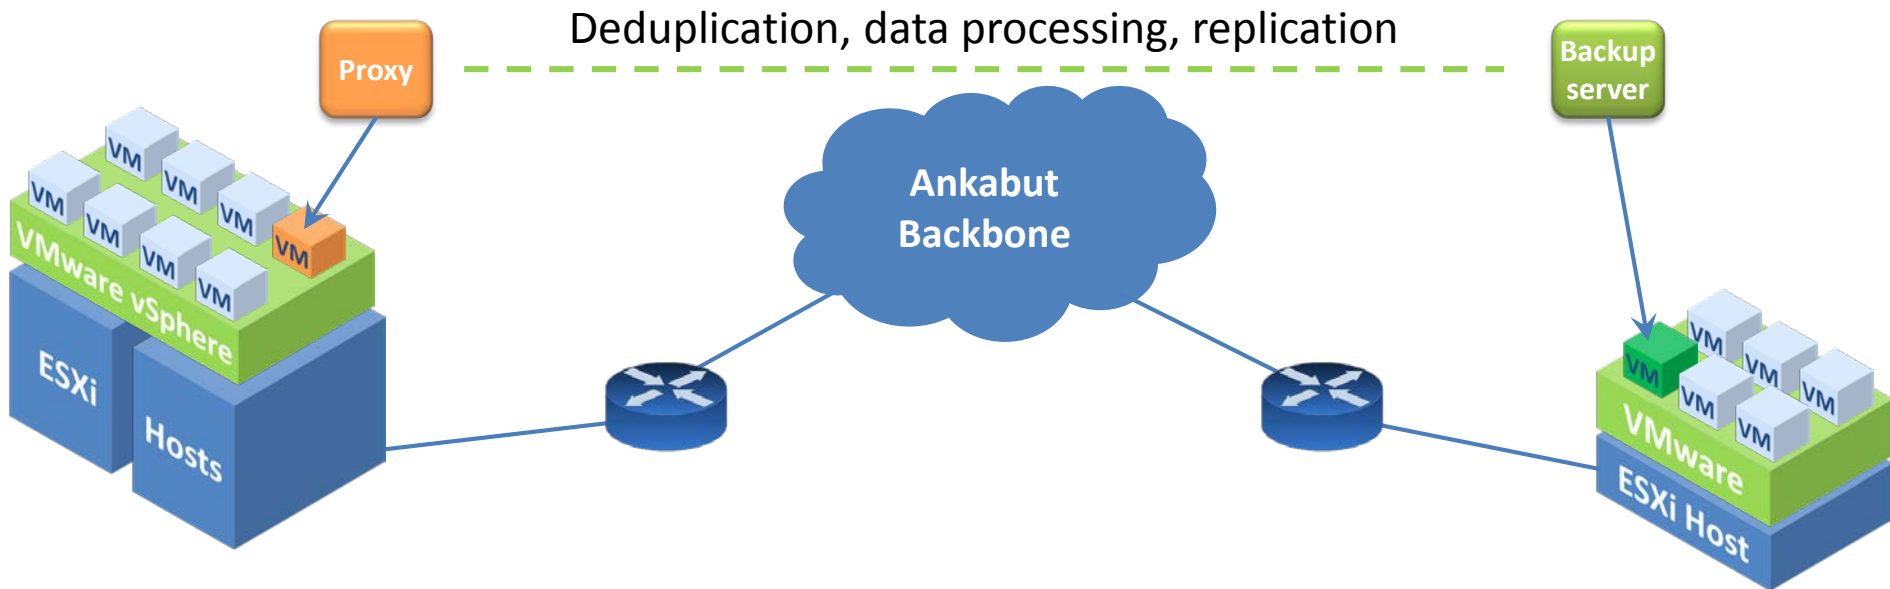 Deduplication, data processing, replication
Proxy
Backup
server
Ankabut
Backbone
VM
VM
VM
VM
VM
VM
VM
VM
VMware vSphere
ESXi
Hosts
VM
VM
VM
VM
VM
VM
VMware
ESXi Host